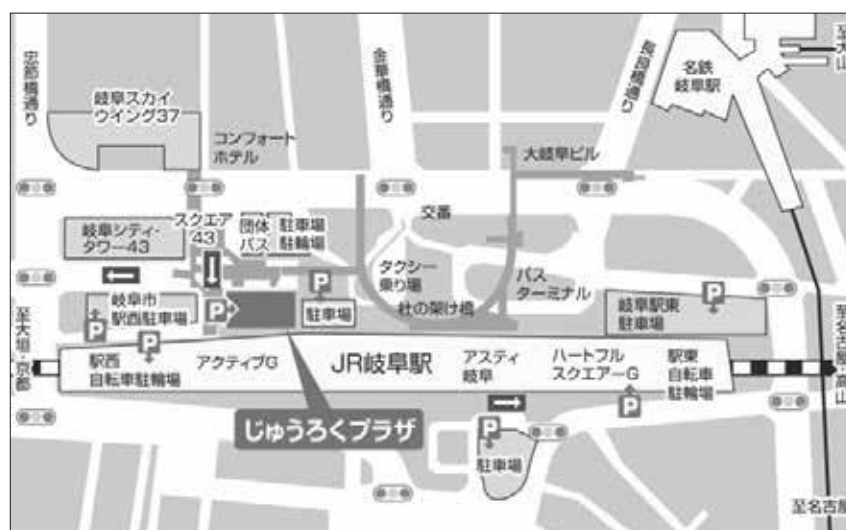 忠節橋通り
金華橋通り
長良橋通り
至犬山
名鉄
岐阜駅
岐阜スカイ
ウイング37
コンフォート
ホテル
大岐阜ビル
交番
スクエア
43
団体
バス
駐車場
駐輪場
岐阜シティ・
タワー43
タクシー
乗り場
バス
ターミナル
杜の架け橋
岐阜市
駅西駐車場
P
P
P
駐車場
P
岐阜駅東
駐車場
至大垣・京都
至名古屋・高山
P
駅西
自転車駐輪場
アクティブG
JR岐阜駅
アスティ
岐阜
ハートフル
スクエアーG
駅東
自転車
駐輪場
P
じゅうろくプラザ
P
駐車場
至名古屋